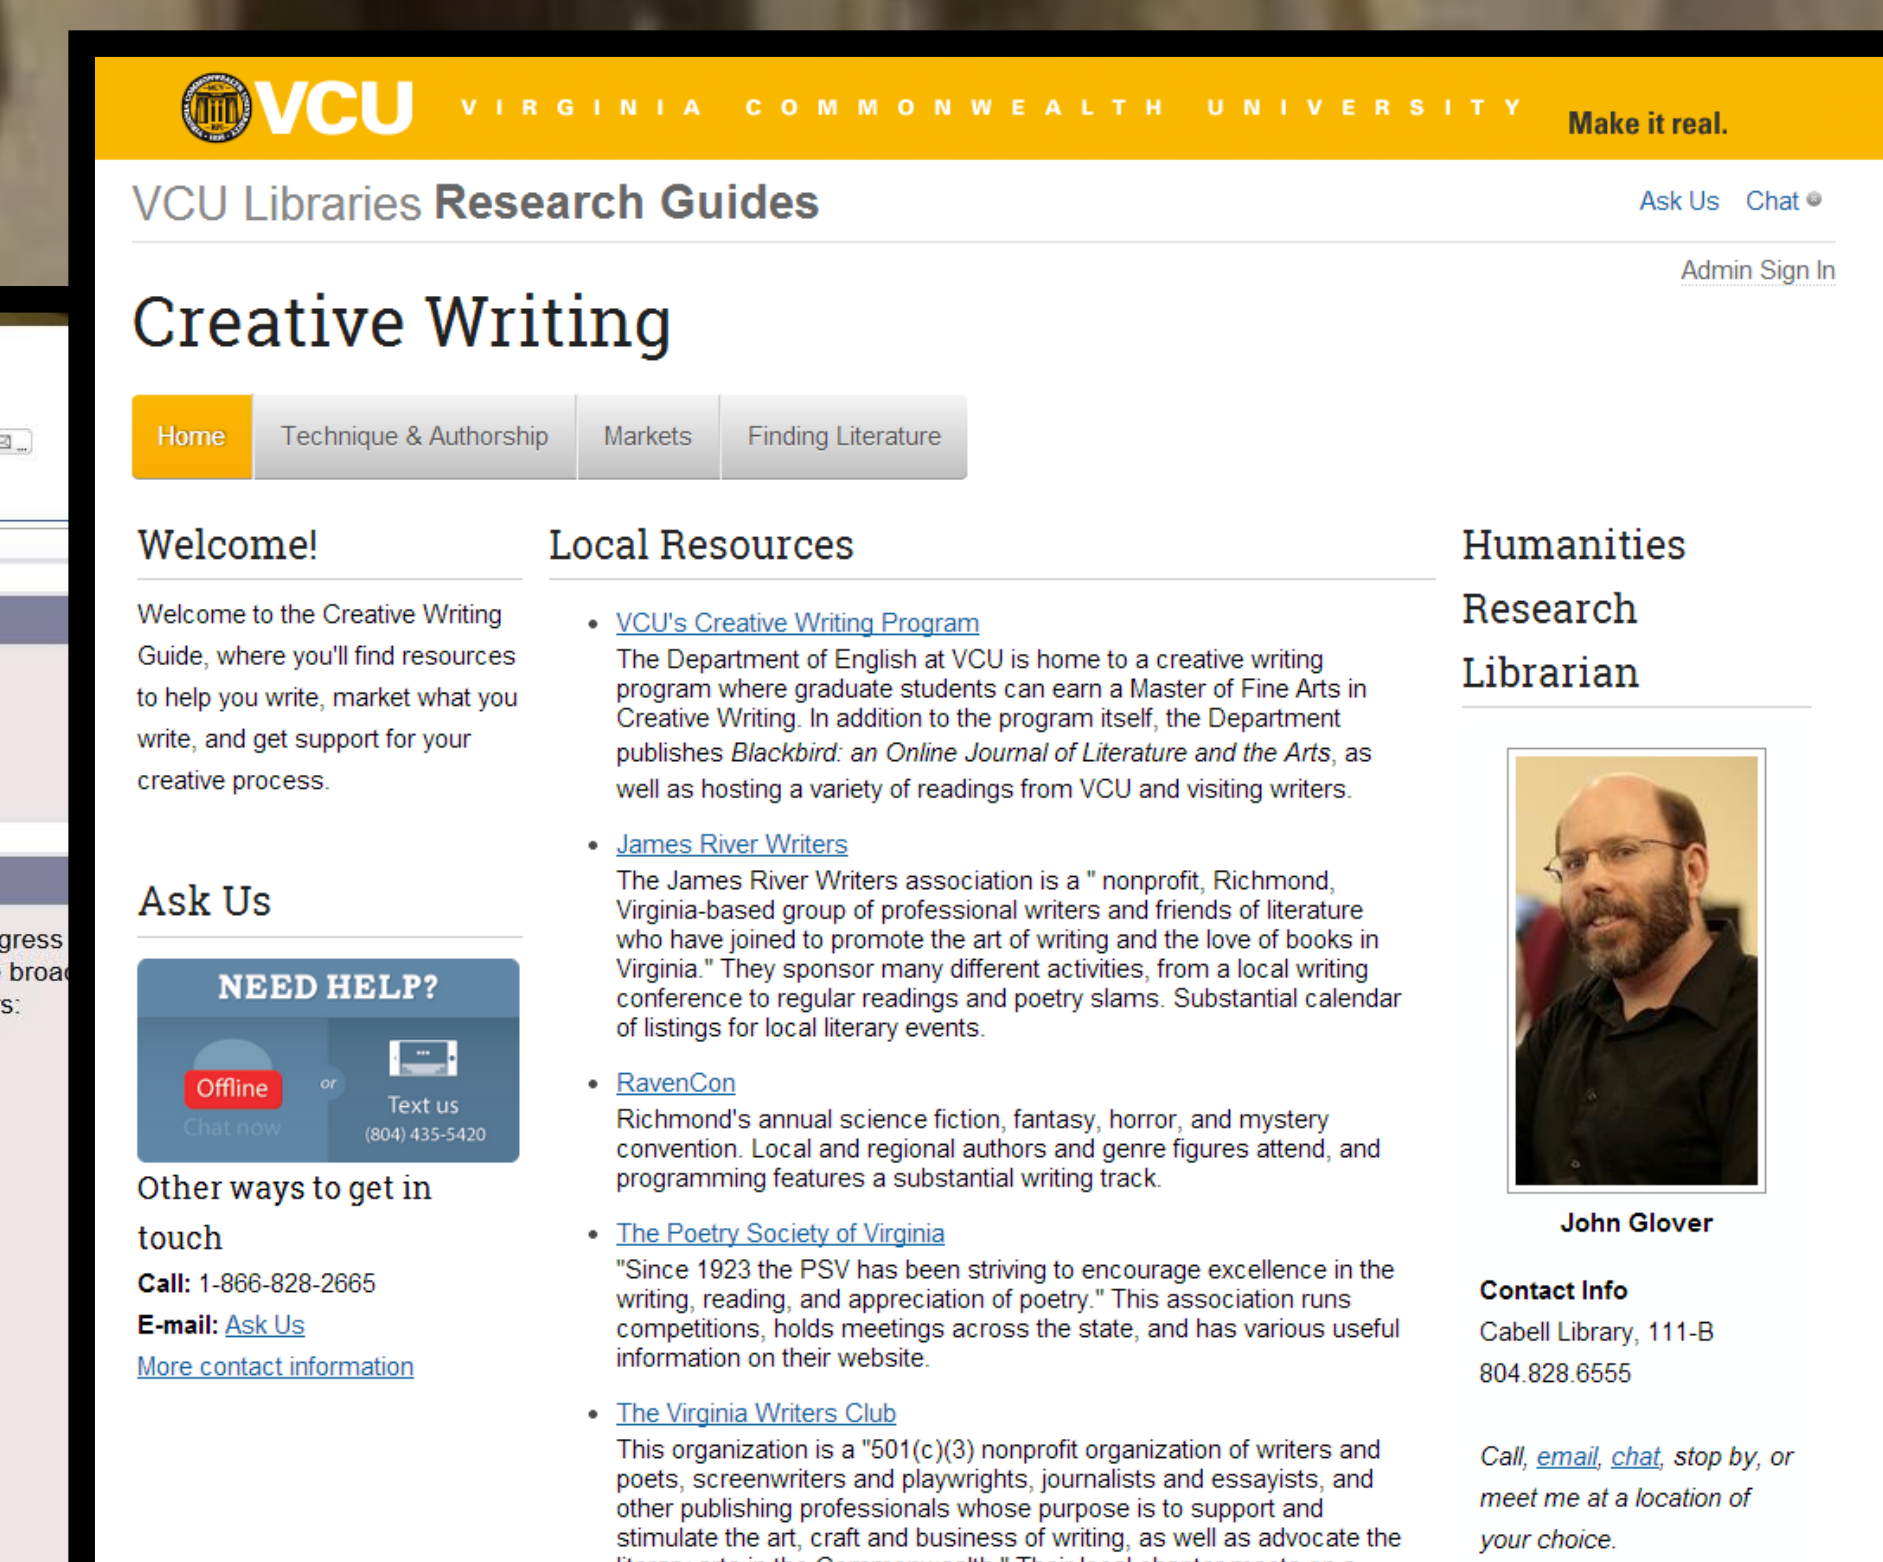 VCU VIRGINIA COMMONWEALTH UNIVERSITY Make it real.
VCU Libraries Research Guides
Ask Us Chat
Admin Sign In
Creative Writing
Home Technique & Authorship Markets Finding Literature
Welcome!
Welcome to the Creative Writing
Guide, where you'll find resources
to help you write, market what you
write, and get support for your
creative process.
Ask Us
NEED HELP?
Offline
Chat now
or
Text us
(804) 435-5420
Other ways to get in
touch
Call: 1-866-828-2665
E-mail: Ask Us
More contact information
Local Resources
• VCU's Creative Writing Program
The Department of English at VCU is home to a creative writing
program where graduate students can earn a Master of Fine Arts in
Creative Writing. In addition to the program itself, the Department
publishes Blackbird: an Online Journal of Literature and the Arts, as
well as hosting a variety of readings from VCU and visiting writers.
• James River Writers
The James River Writers association is a " nonprofit, Richmond,
Virginia-based group of professional writers and friends of literature
who have joined to promote the art of writing and the love of books in
Virginia." They sponsor many different activities, from a local writing
conference to regular readings and poetry slams. Substantial calendar
of listings for local literary events.
• RavenCon
Richmond's annual science fiction, fantasy, horror, and mystery
convention. Local and regional authors and genre figures attend, and
programming features a substantial writing track.
• The Poetry Society of Virginia
"Since 1923 the PSV has been striving to encourage excellence in the
writing, reading, and appreciation of poetry." This association runs
competitions, holds meetings across the state, and has various useful
information on their website.
• The Virginia Writers Club
This organization is a "501(c)(3) nonprofit organization of writers and
poets, screenwriters and playwrights, journalists and essayists, and
other publishing professionals whose purpose is to support and
stimulate the art, craft and business of writing, as well as advocate the
Humanities
Research
Librarian
John Glover
Contact Info
Cabell Library, 111-B
804.828.6555
Call, email, chat, stop by, or
meet me at a location of
your choice.
gress
broad
s: